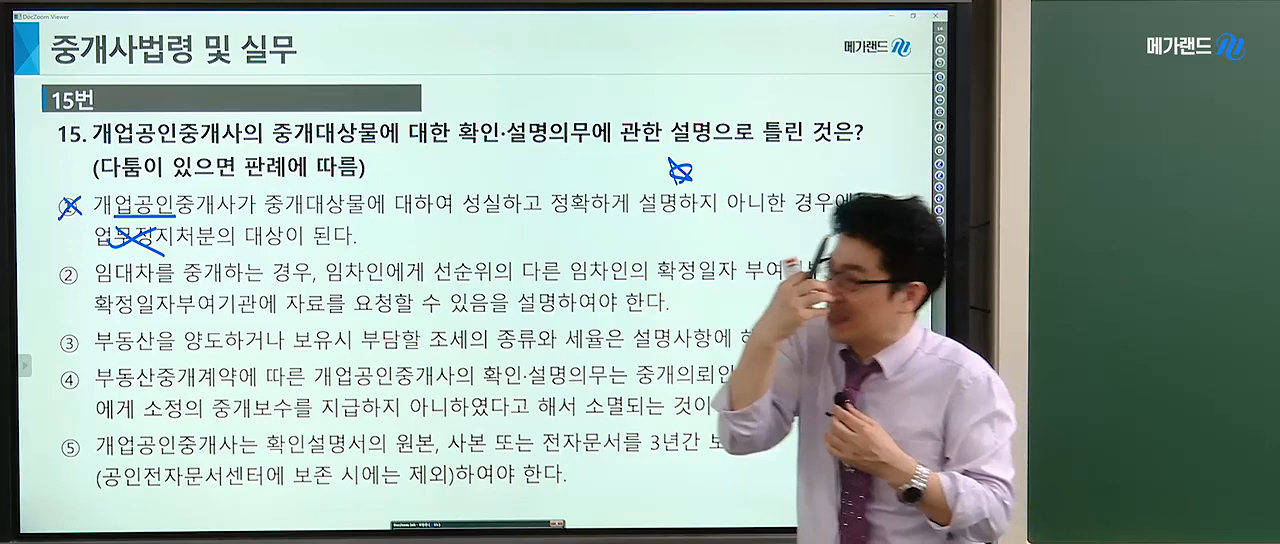 DocZoom Viewer
중개사법령 및 실무
메가랜드
메가랜드
15번
15. 개업공인중개사의 중개대상물에 대한 확인·설명의무에 관한 설명으로 틀린 것은?
(다툼이 있으면 판례에 따름)
① 개업공인중개사가 중개대상물에 대하여 성실하고 정확하게 설명하지 아니한 경우에
업무정지처분의 대상이 된다.
② 임대차를 중개하는 경우, 임차인에게 선순위의 다른 임차인의 확정일자 부여
확정일자부여기관에 자료를 요청할 수 있음을 설명하여야 한다.
③ 부동산을 양도하거나 보유시 부담할 조세의 종류와 세율은 설명사항에
④ 부동산중개계약에 따른 개업공인중개사의 확인·설명의무는 중개의뢰인
에게 소정의 중개보수를 지급하지 아니하였다고 해서 소멸되는 것이
⑤ 개업공인중개사는 확인설명서의 원본, 사본 또는 전자문서를 3년간
(공인전자문서센터에 보존 시에는 제외)하여야 한다.